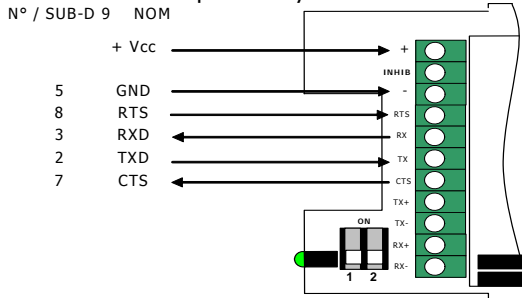 N° / SUB-D 9 NOM
+ Vcc +
INHIB
5 GND -
8 RTS RTS
3 RXD RX
2 TXD TX
7 CTS CTS
TX+
ON TX-
RX+
1 2 RX-